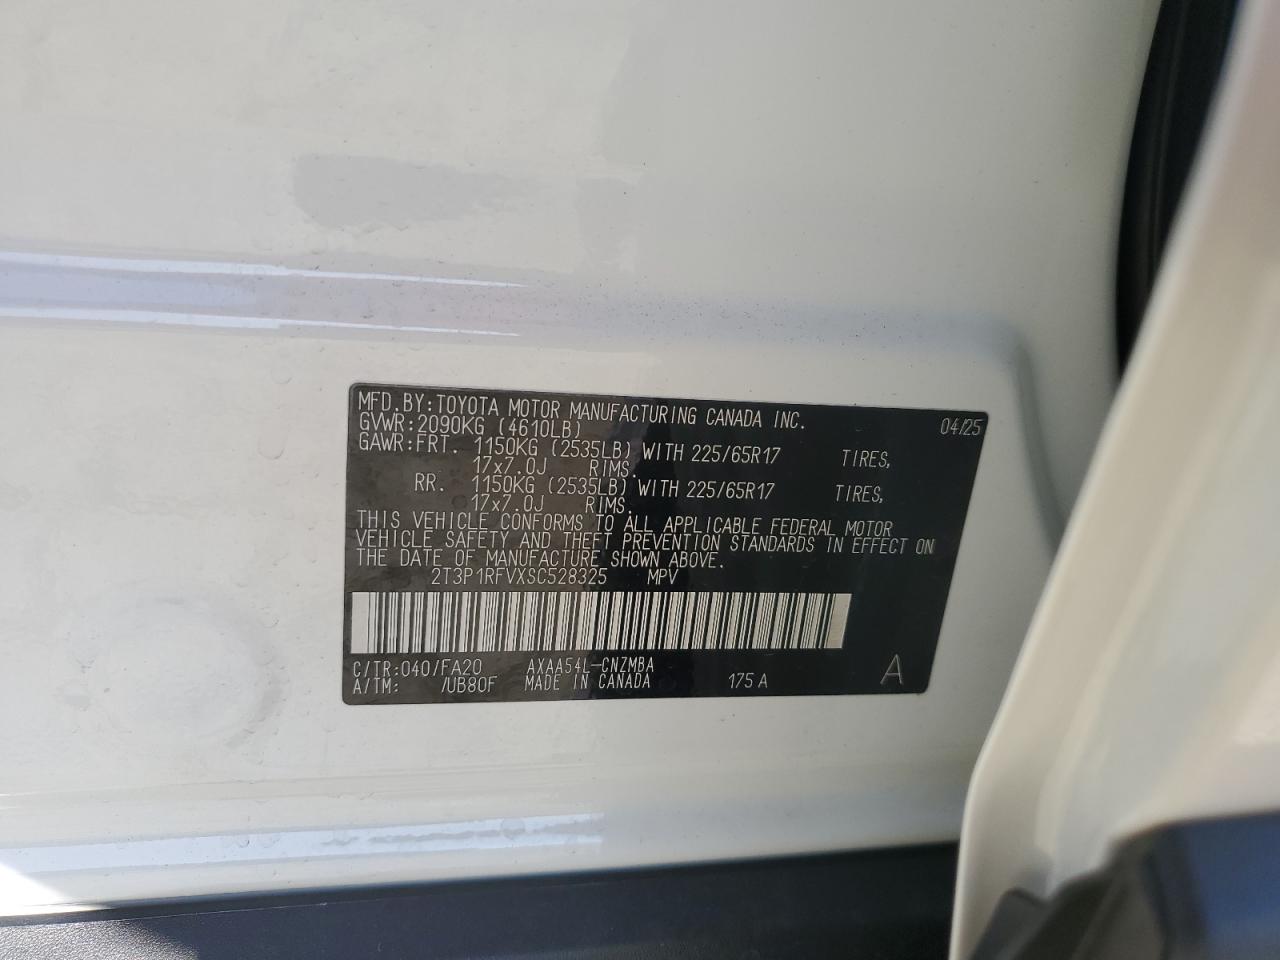 MFD.BY:TOYOTA MOTOR MANUFACTURING CANADA INC. 04/25
GVWR:2090KG (4610LB)
GAWR:FRT. 1150KG (2535LB) WITH 225/65R17 TIRES,
17x7.0J RIMS.
RR. 1150KG (2535LB) WITH 225/65R17 TIRES,
17x7.0J RIMS.
THIS VEHICLE CONFORMS TO ALL APPLICABLE FEDERAL MOTOR
VEHICLE SAFETY AND THEFT PREVENTION STANDARDS IN EFFECT ON
THE DATE OF MANUFACTURE SHOWN ABOVE.
2T3P1RFVXSC528325 MPV
C/TR:040/FA20 AXAA54L-CNZMBA
A/TM: /UB80F MADE IN CANADA 175 A A